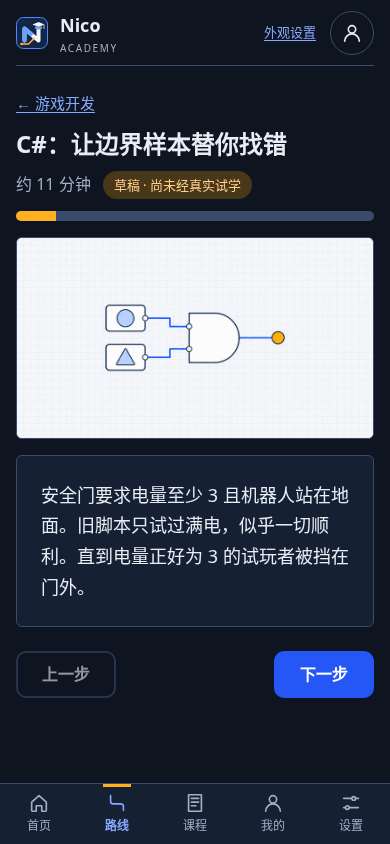 Nico
ACADEMY
外观设置
← 游戏开发
C#：让边界样本替你找错
约 11 分钟
草稿 · 尚未经真实试学
安全门要求电量至少 3 且机器人站在地
面。旧脚本只试过满电，似乎一切顺
利。直到电量正好为 3 的试玩者被挡在
门外。
上一步
下一步
首页
路线
课程
我的
设置